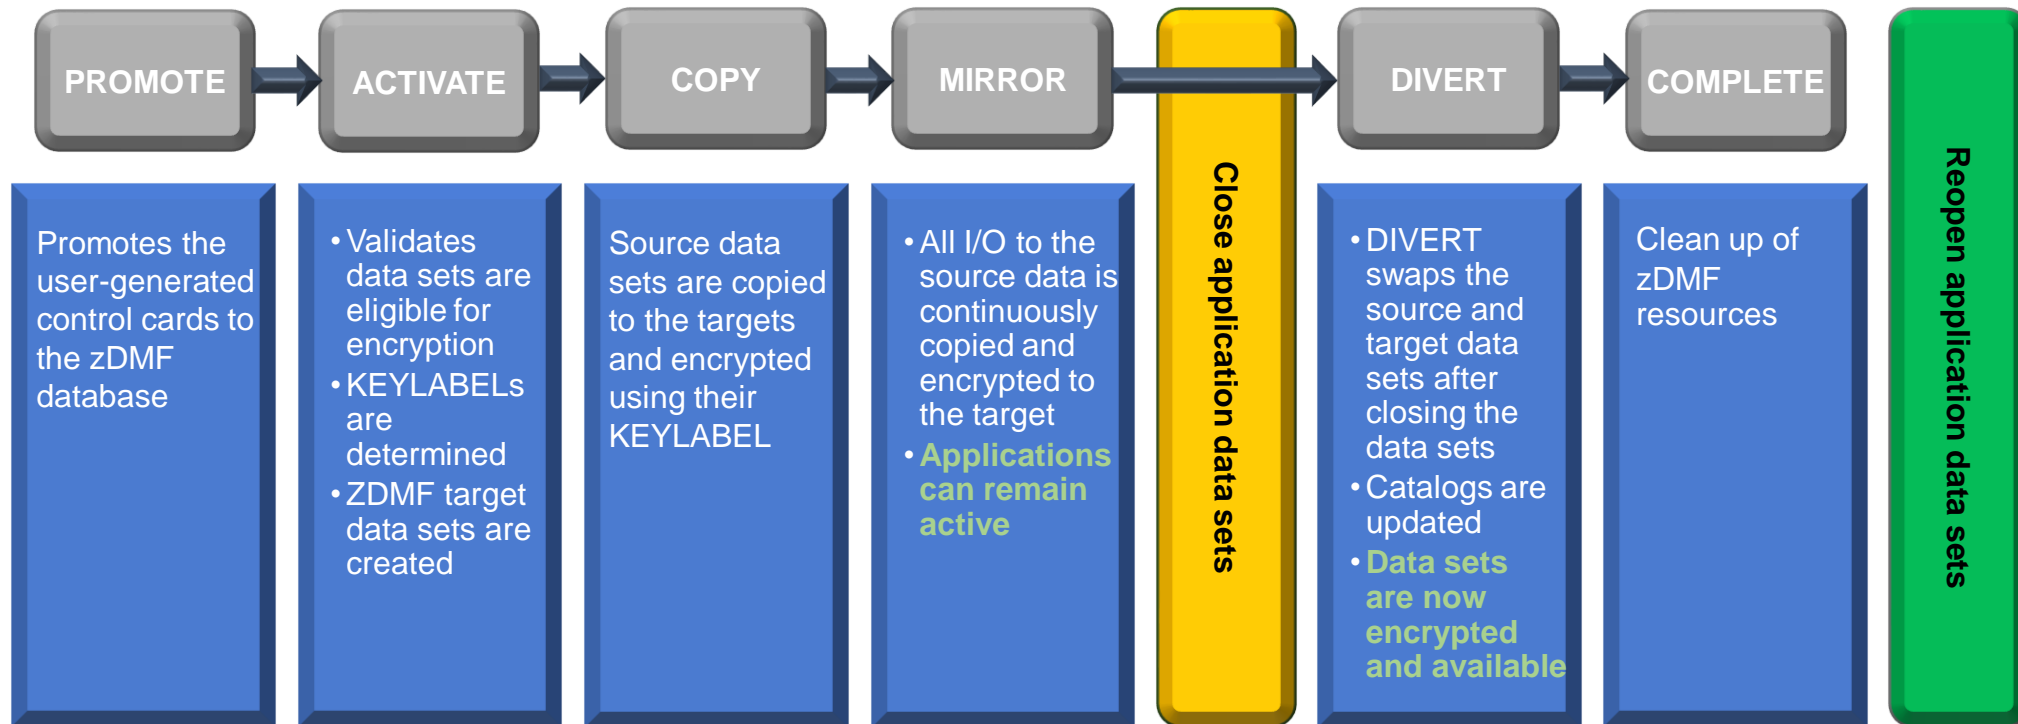 PROMOTE
ACTIVATE
COPY
MIRROR
DIVERT
COMPLETE
Promotes the
user-generated
control cards to
the zDMF
database
• Validates
data sets are
eligible for
encryption
• KEYLABELs
are
determined
• ZDMF target
data sets are
created
Source data
sets are copied
to the targets
and encrypted
using their
KEYLABEL
• All I/O to the
source data is
continuously
copied and
encrypted to
the target
• Applications
can remain
active
Close application data sets
• DIVERT
swaps the
source and
target data
sets after
closing the
data sets
• Catalogs are
updated
• Data sets
are now
encrypted
and available
Clean up of
zDMF
resources
Reopen application data sets